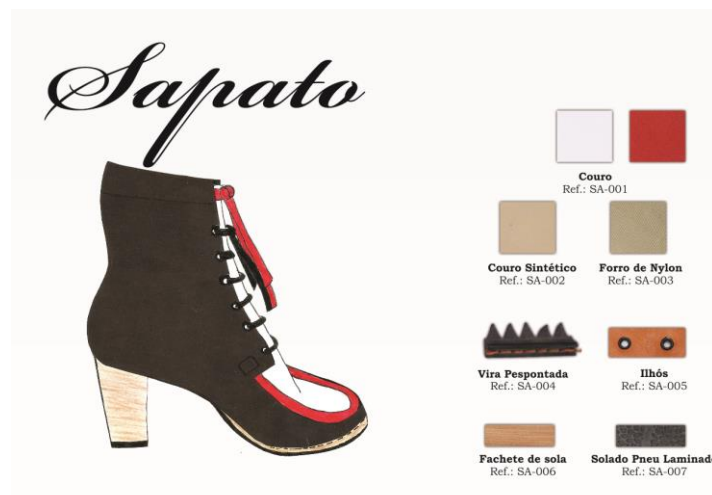 Sapato
Couro
Ref.: SA-001
Couro Sintético
Ref.: SA-002
Forro de Nylon
Ref.: SA-003
Vira Pespontada
Ref.: SA-004
Ilhós
Ref.: SA-005
Fachete de sola
Ref.: SA-006
Solado Pneu Laminad
Ref.: SA-007